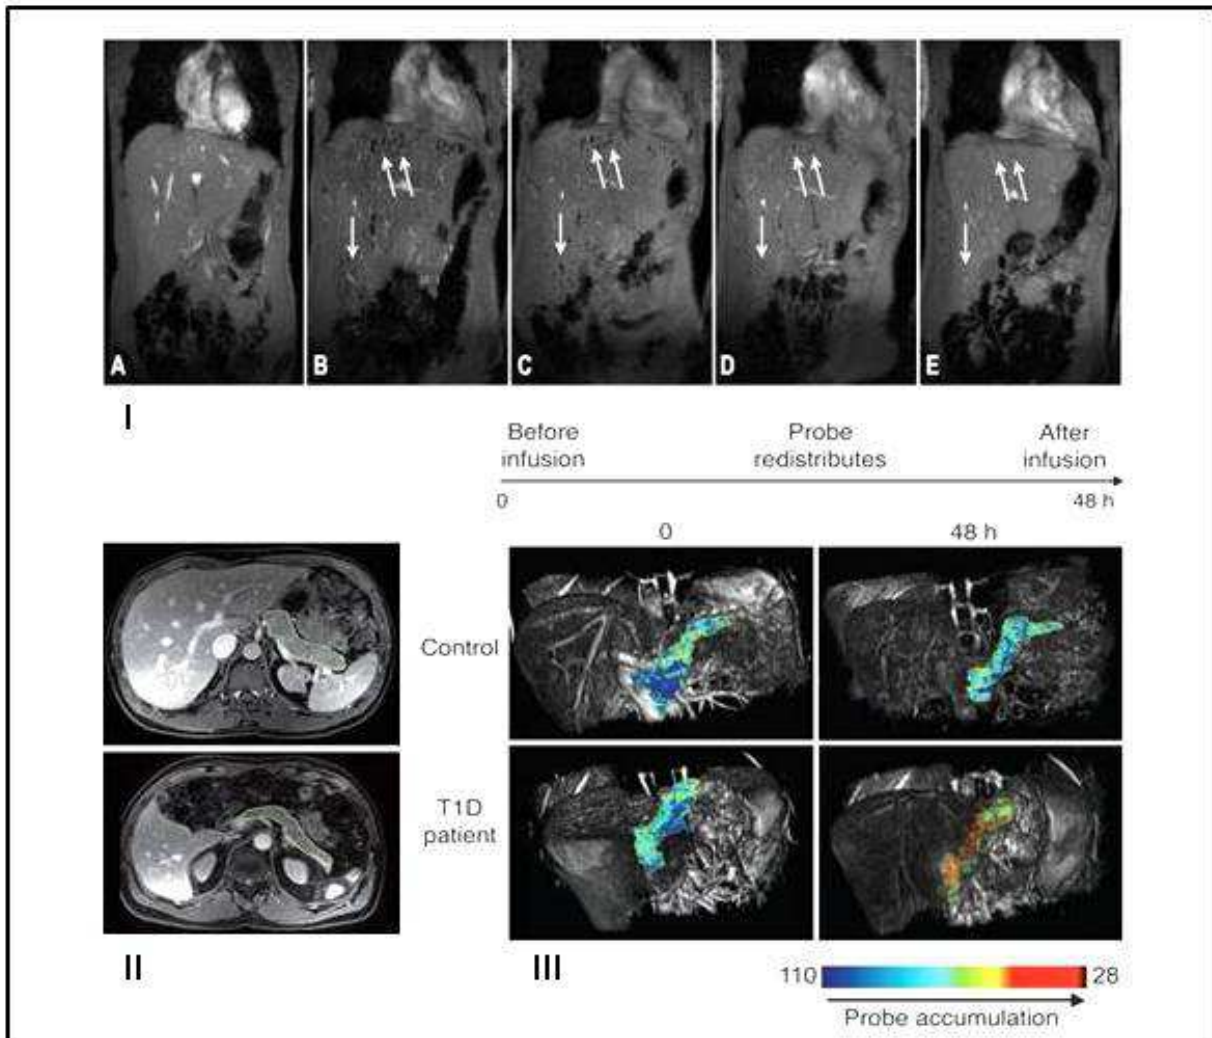 A B C D E
I
Before infusion
Probe redistributes
After infusion
0
48 h
0
48 h
Control
T1D patient
II
III
110
28
Probe accumulation